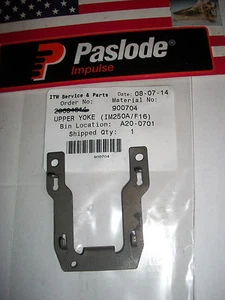 Paslode
Impulse
ITW Service & Parts Date: 08-07-14
Order No: Material No:
900704
UPPER YOKE (IM250A/F16)
Bin Location: A20-0701
Shipped Qty: 1
900704